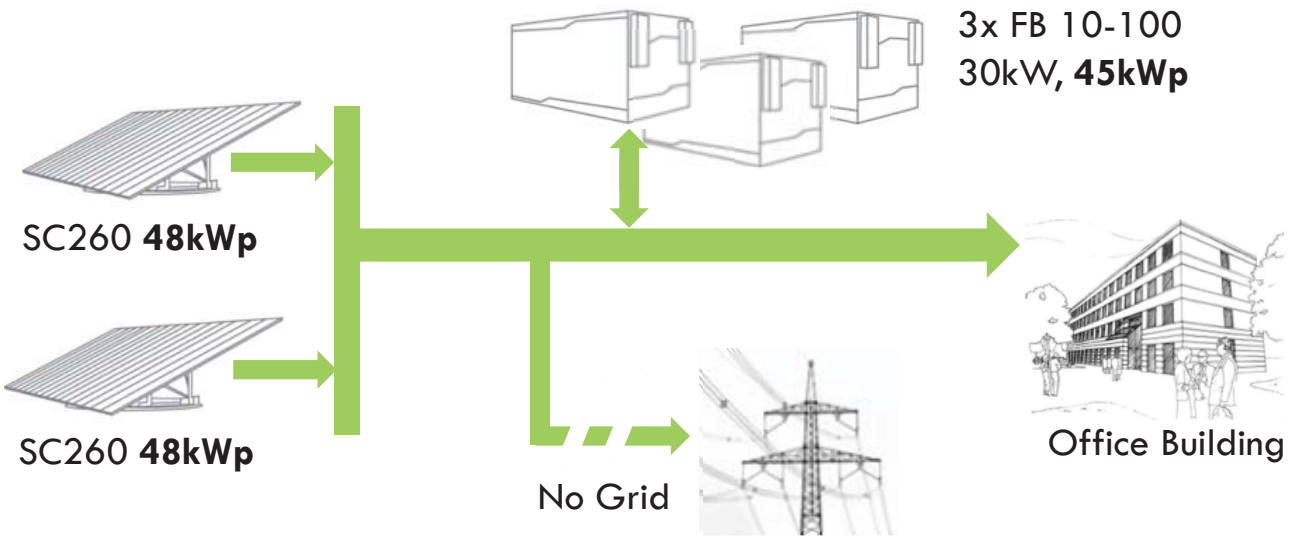 3x FB 10-100
30kW, 45kWp
SC260 48kWp
SC260 48kWp
No Grid
Office Building